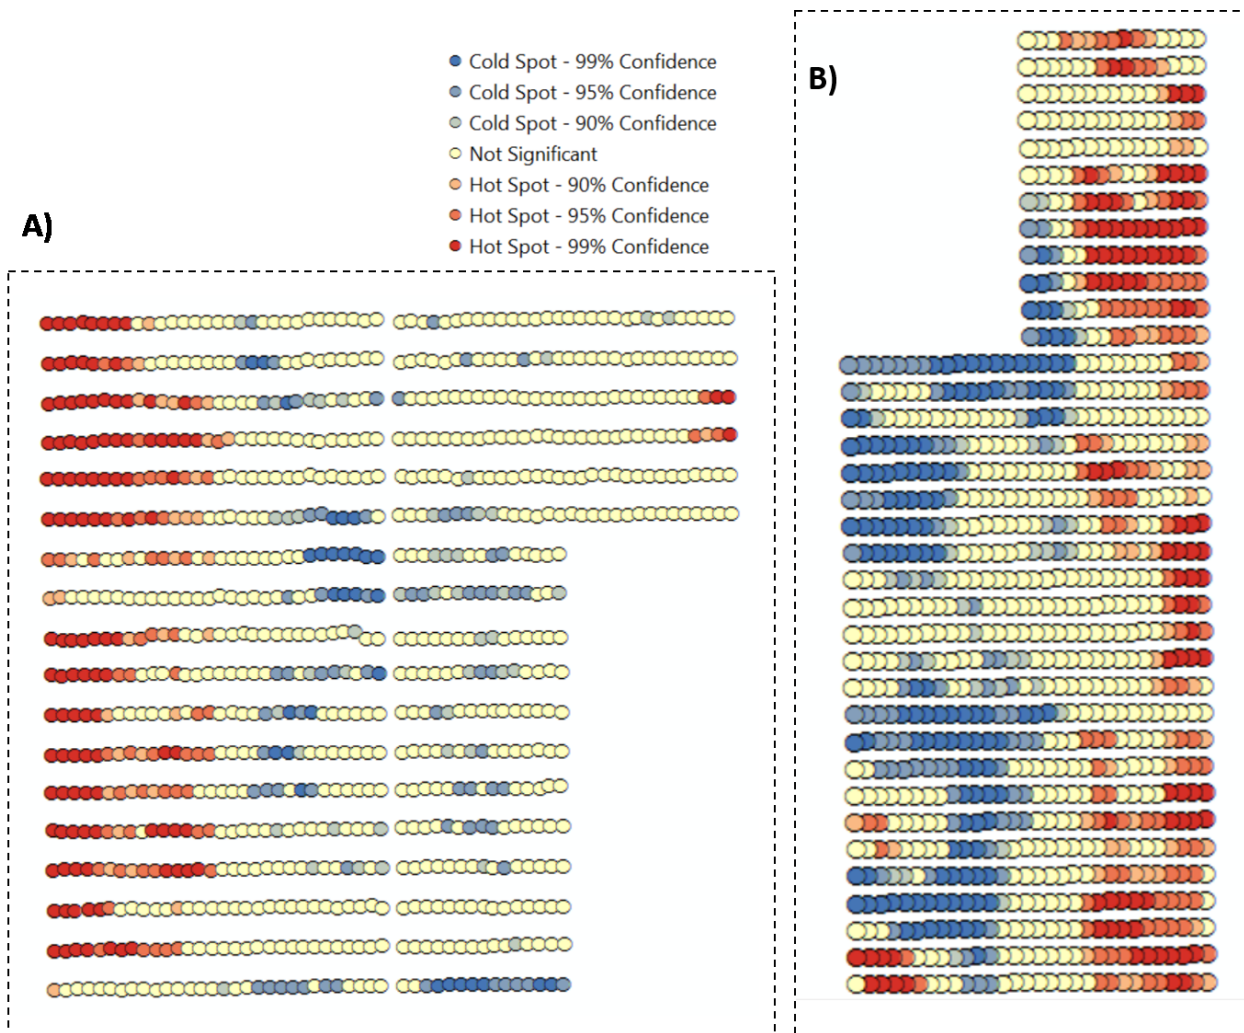 Cold Spot - 99% Confidence
Cold Spot - 95% Confidence
Cold Spot - 90% Confidence
Not Significant
Hot Spot - 90% Confidence
Hot Spot - 95% Confidence
Hot Spot - 99% Confidence
A)
B)